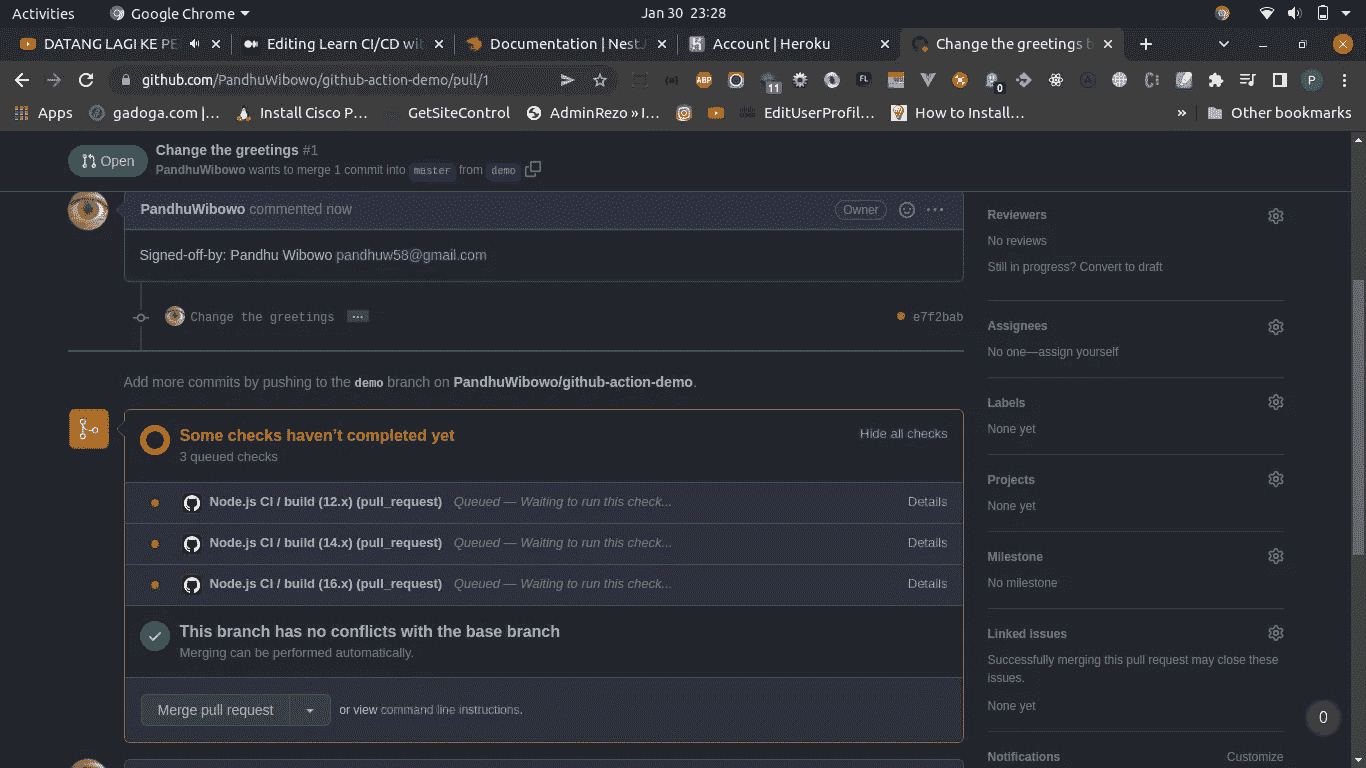 Activities Google Chrome Jan 30 23:28
DATANG LAGI KE PE Editing Learn CI/CD wit Documentation | NestJ Account | Heroku Change the greetings b
github.com/PandhuWibowo/github-action-demo/pull/1 ABP 11 FL 0 P
Apps gadoga.com |... Install Cisco P... GetSiteControl AdminRezo » I... EditUserProfil... How to Install... » Other bookmarks
Open Change the greetings #1
PandhuWibowo wants to merge 1 commit into master from demo
PandhuWibowo commented now Owner
Signed-off-by: Pandhu Wibowo pandhuw58@gmail.com
Change the greetings ... e7f2bab
Add more commits by pushing to the demo branch on PandhuWibowo/github-action-demo.
Some checks haven't completed yet Hide all checks
3 queued checks
Node.js CI / build (12.x) (pull_request) Queued — Waiting to run this check... Details
Node.js CI / build (14.x) (pull_request) Queued — Waiting to run this check... Details
Node.js CI / build (16.x) (pull_request) Queued — Waiting to run this check... Details
This branch has no conflicts with the base branch
Merging can be performed automatically.
Merge pull request or view command line instructions.
Reviewers
No reviews
Still in progress? Convert to draft
Assignees
No one—assign yourself
Labels
None yet
Projects
None yet
Milestone
No milestone
Linked issues
Successfully merging this pull request may close these
issues.
None yet
0
Notifications Customize